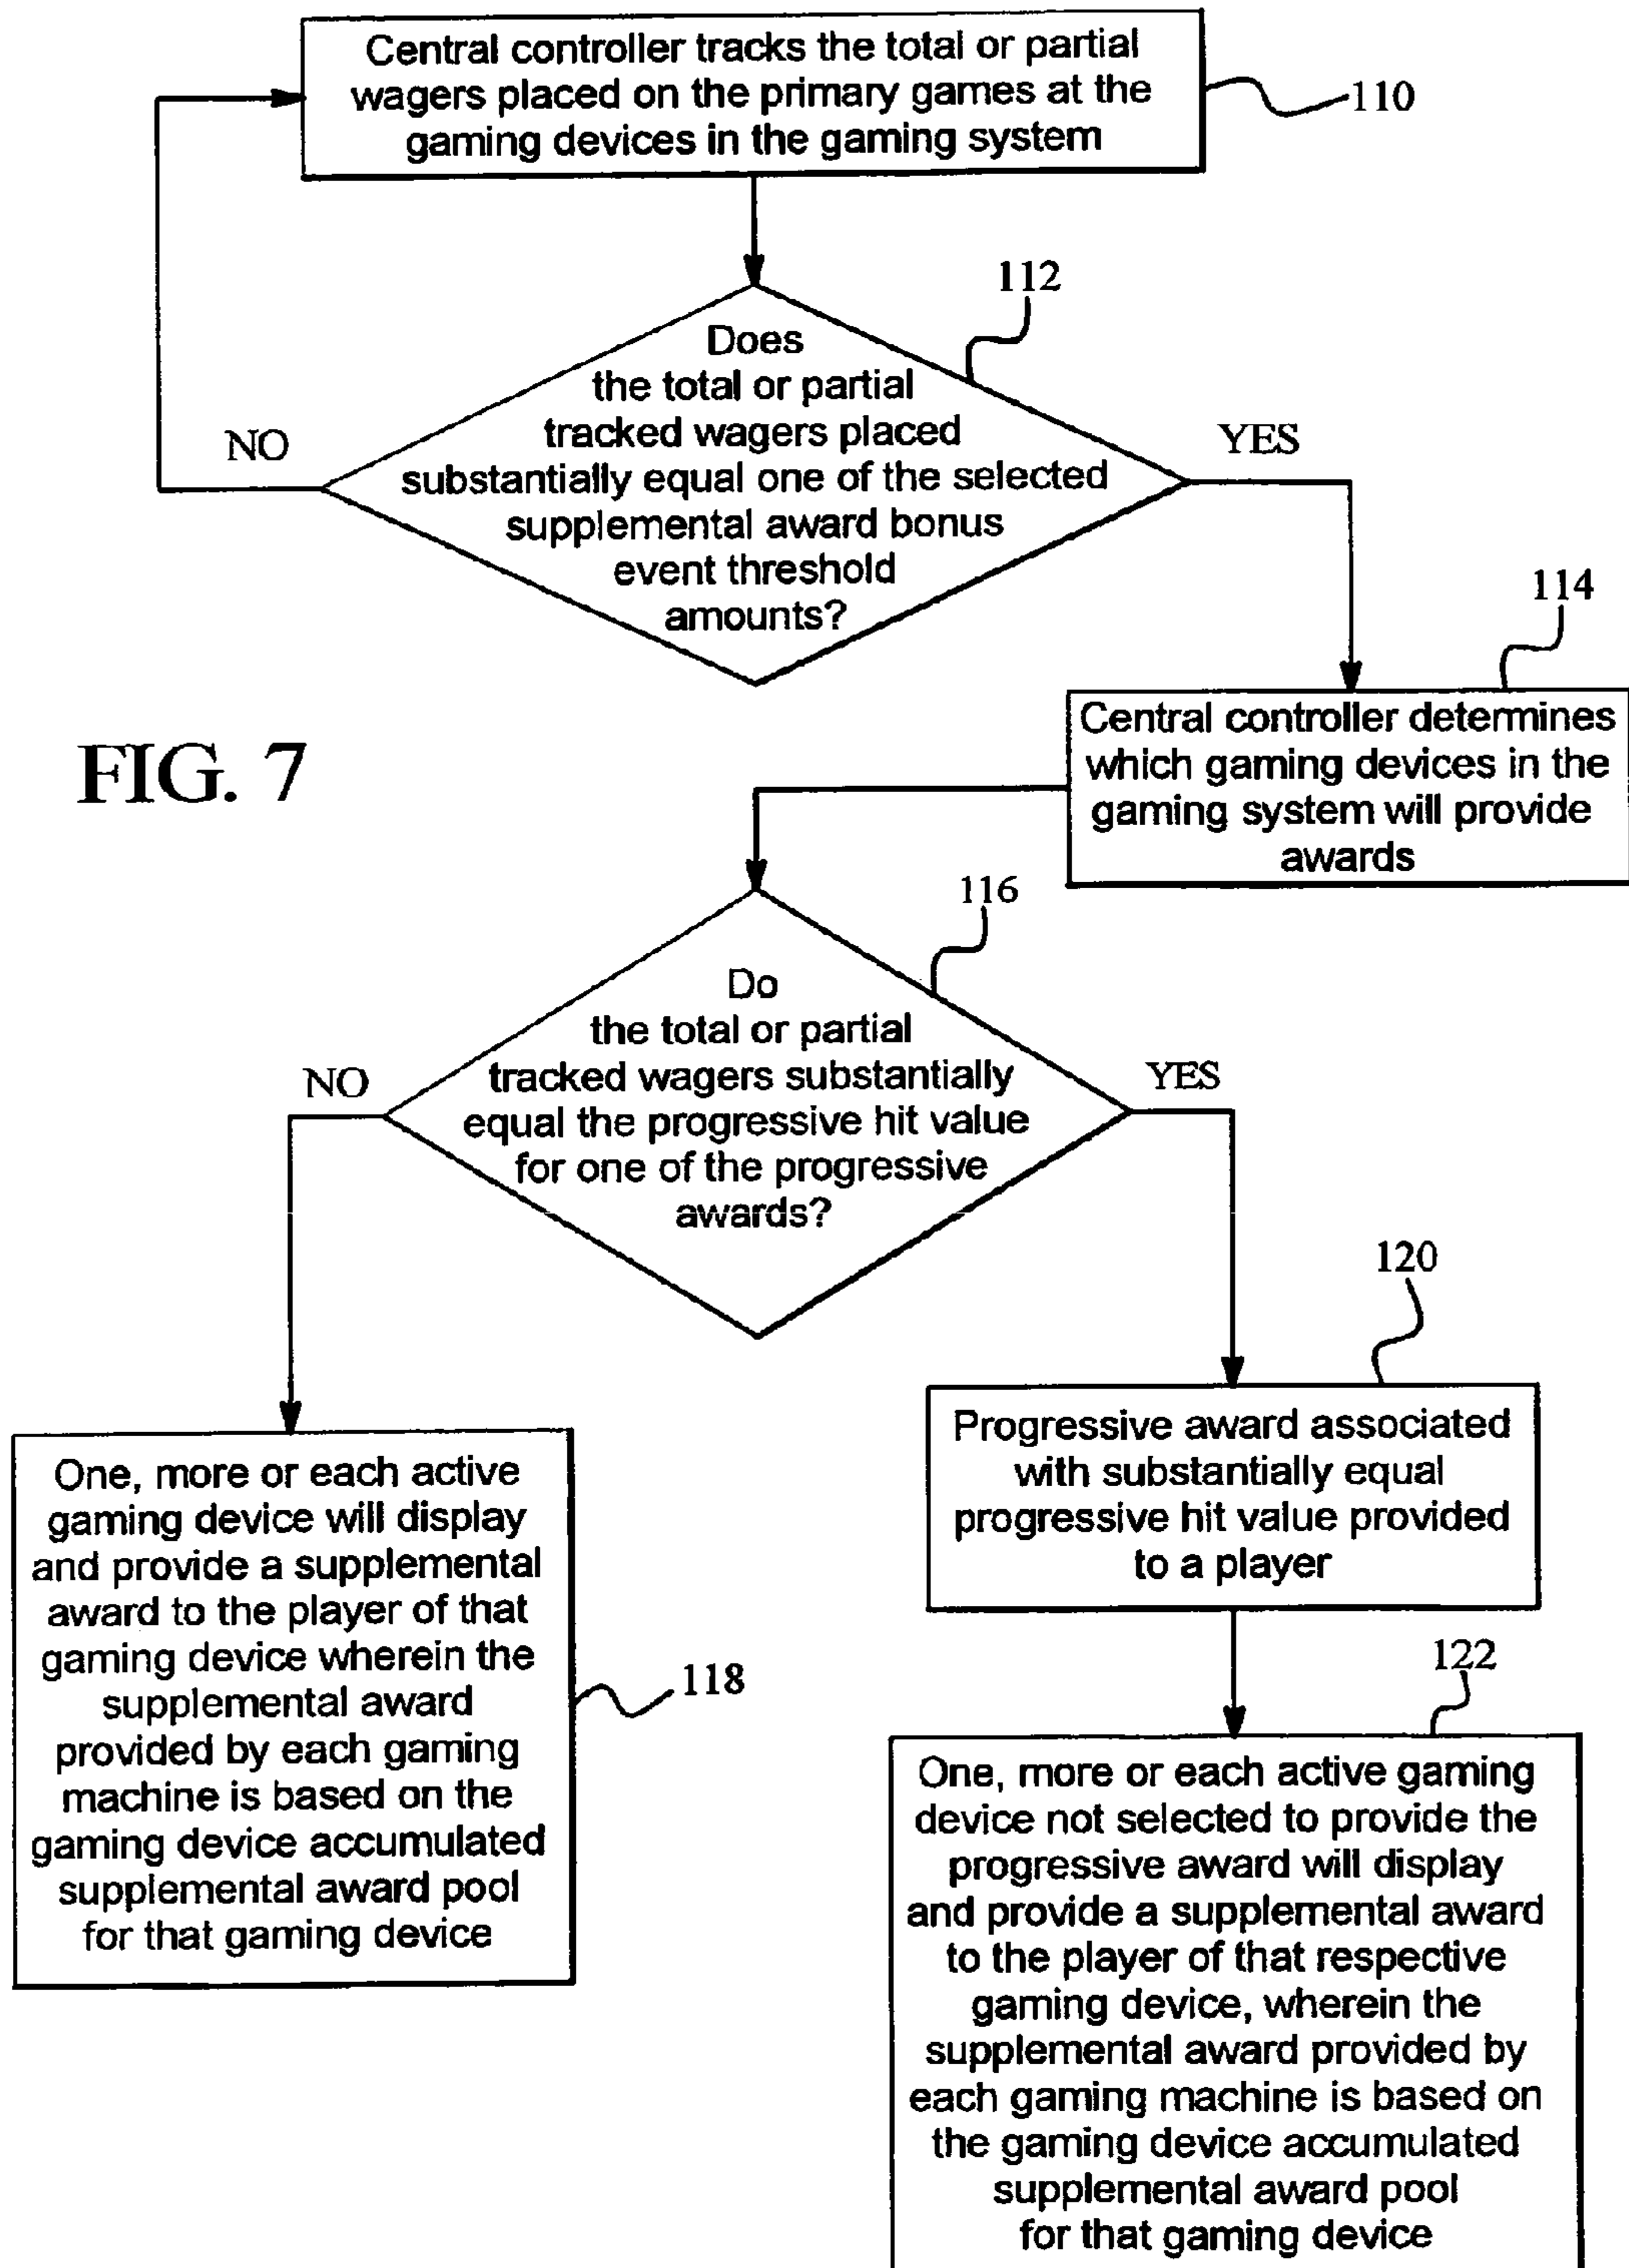 Central controller tracks the total or partial
wagers placed on the primary games at the
gaming devices in the gaming system
110
112
Does
the total or partial
tracked wagers placed
substantially equal one of the selected
supplemental award bonus
event threshold
amounts?
NO
YES
114
Central controller determines
which gaming devices in the
gaming system will provide
awards
FIG. 7
116
Do
the total or partial
tracked wagers substantially
equal the progressive hit value
for one of the progressive
awards?
NO
YES
120
Progressive award associated
with substantially equal
progressive hit value provided
to a player
One, more or each active
gaming device will display
and provide a supplemental
award to the player of that
gaming device wherein the
supplemental award
provided by each gaming
machine is based on the
gaming device accumulated
supplemental award pool
for that gaming device
118
122
One, more or each active gaming
device not selected to provide the
progressive award will display
and provide a supplemental award
to the player of that respective
gaming device, wherein the
supplemental award provided by
each gaming machine is based on
the gaming device accumulated
supplemental award pool
for that gaming device